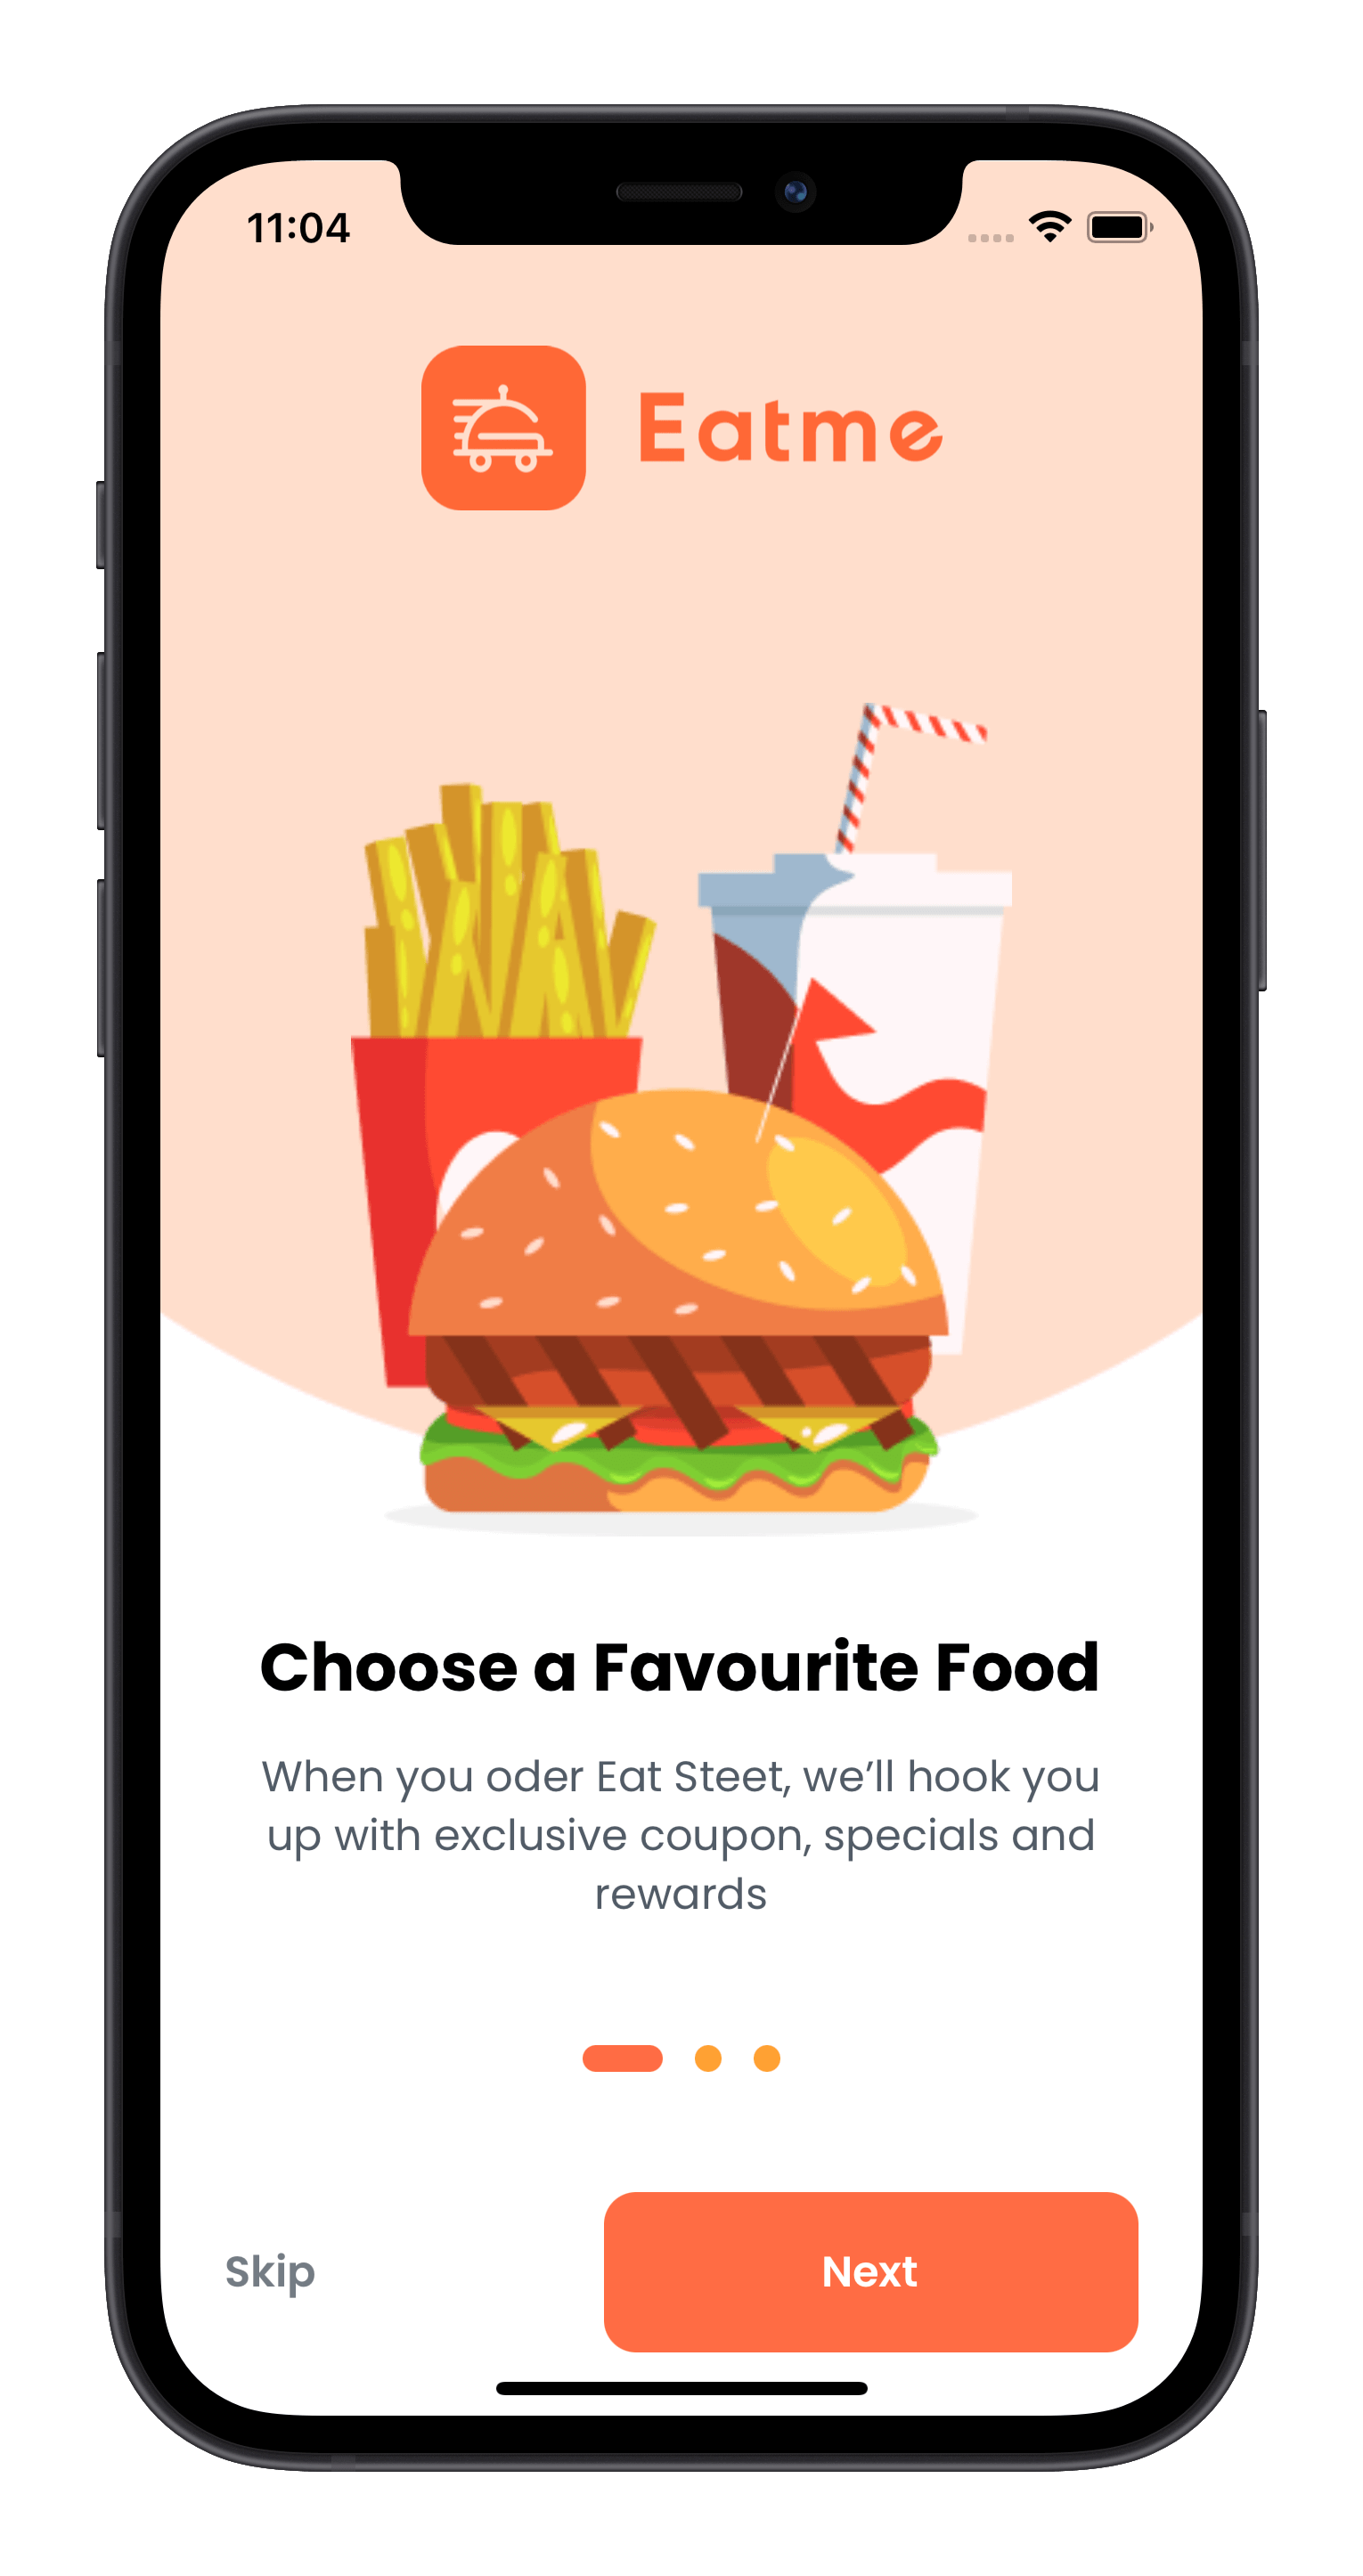 11:04
Eatme
Choose a Favourite Food
When you oder Eat Steet, we’ll hook you
up with exclusive coupon, specials and
rewards
Skip
Next